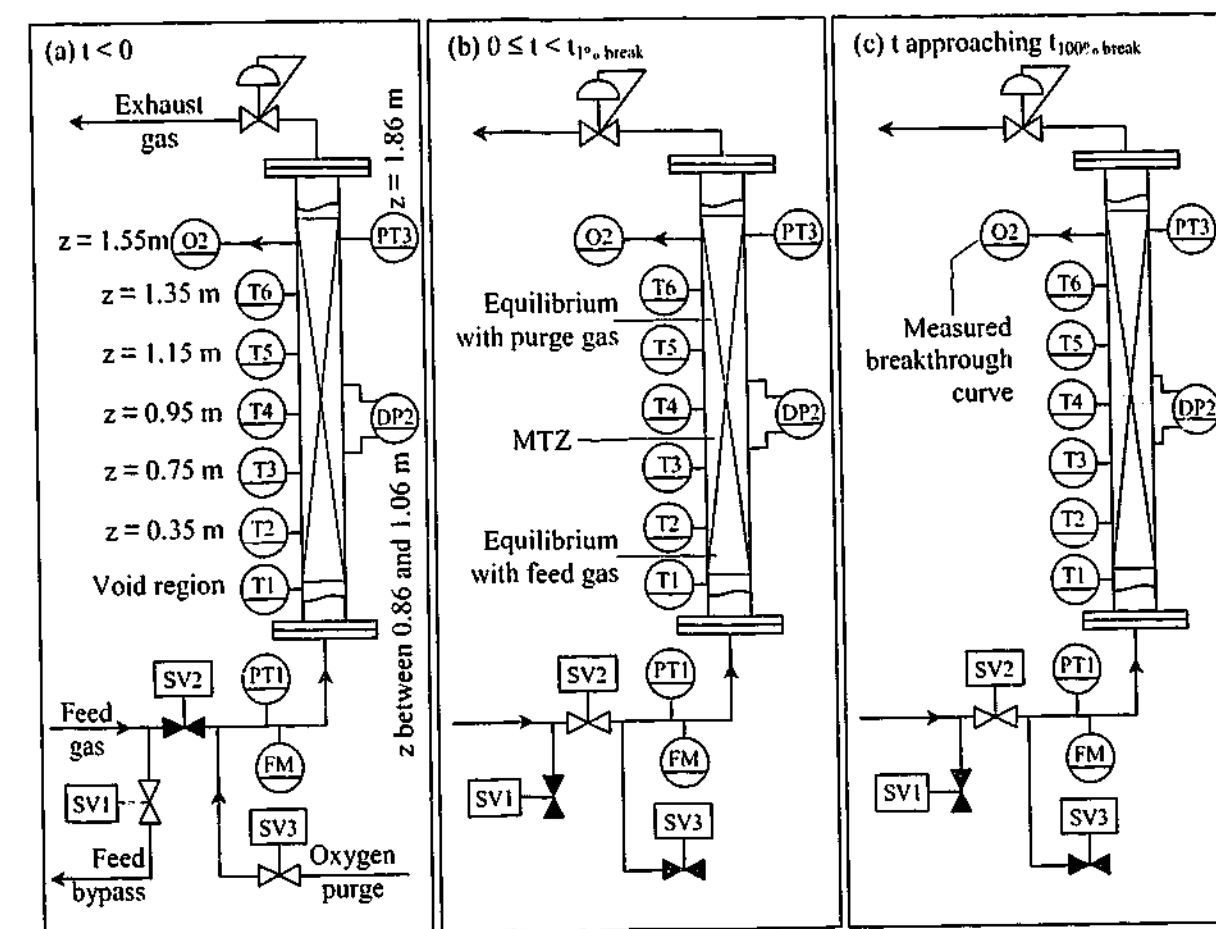 (a) t < 0
Exhaust
gas
z = 1.86 m
z = 1.55m
O2
PT3
z = 1.35 m
T6
z = 1.15 m
T5
z = 0.95 m
T4
DP2
z = 0.75 m
T3
z = 0.35 m
T2
Void region
T1
z between 0.86 and 1.06 m
SV2
PT1
Feed
gas
FM
SV1
SV3
Feed
bypass
Oxygen
purge
(b) 0 ≤ t < t1% break
O2
PT3
T6
Equilibrium
with purge gas
T5
T4
DP2
MTZ
T3
T2
Equilibrium
with feed gas
T1
SV2
PT1
FM
SV1
SV3
(c) t approaching t100% break
O2
PT3
T6
Measured
breakthrough
curve
T5
T4
DP2
T3
T2
T1
SV2
PT1
FM
SV1
SV3